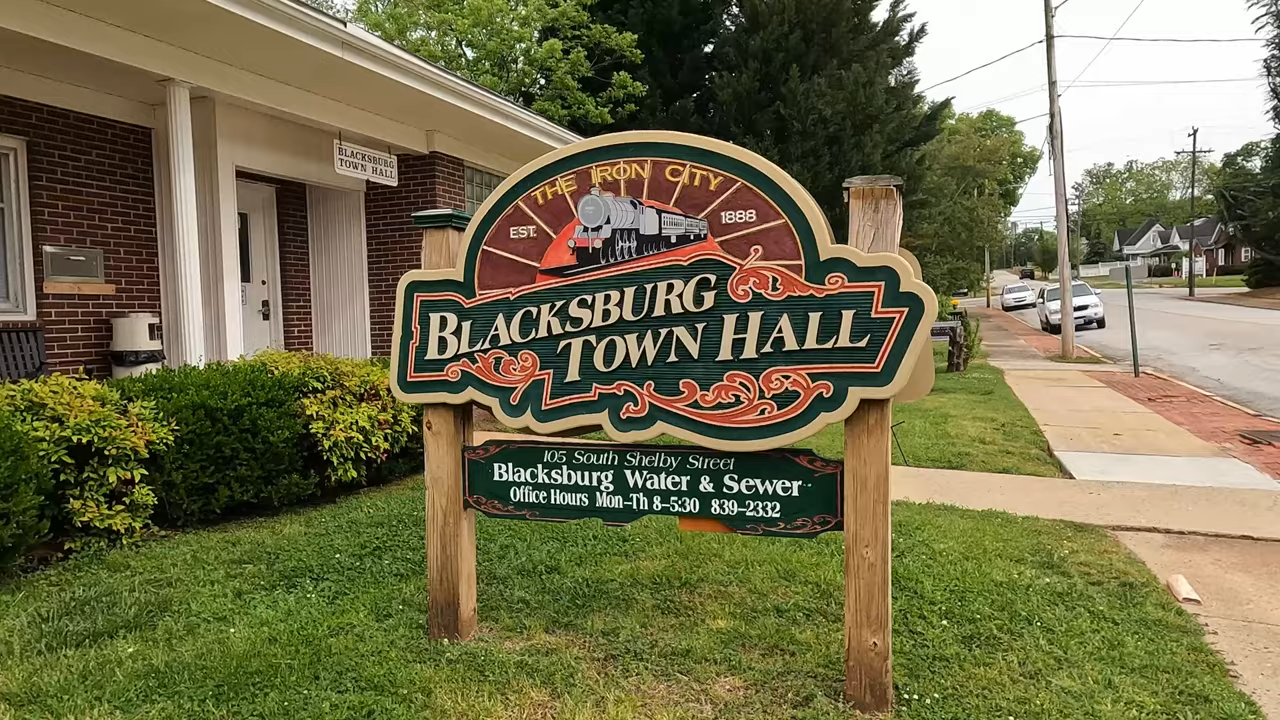 BLACKSBURG
TOWN HALL
THE IRON CITY
EST. 1888
BLACKSBURG
TOWN HALL
105 South Shelby Street
Blacksburg Water & Sewer
Office Hours Mon–Th 8–5:30 839–2332